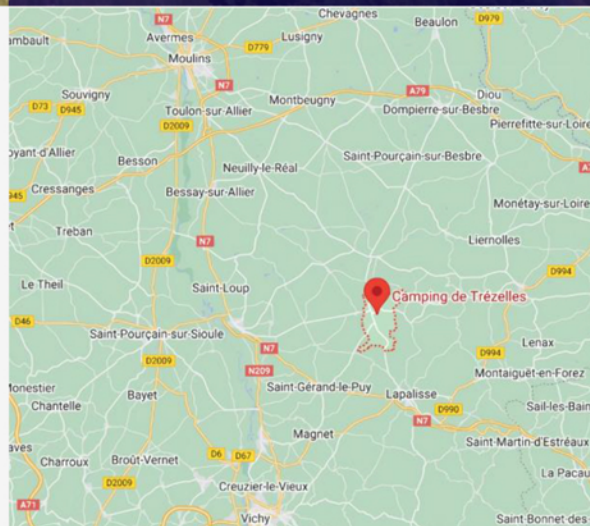 Chevagnes
D979
N7
Beaulon
Avermes
Lusigny
D779
Moulins
N7
A79
Diou
Souvigny
Montbeugny
Dompierre-sur-Besbre
D73
D945
Toulon-sur-Allier
D2009
Pierrefitte-sur-Loire
oyant-d'Allier
Besson
Saint-Pourçain-sur-Besbre
Neuilly-le-Réal
Cressanges
Bessay-sur-Allier
Monétay-sur-Loire
Treban
N7
Liernolles
D2009
D994
Le Theil
Saint-Loup
Camping de Trézelles
D46
Saint-Pourçain-sur-Sioule
N7
Lenax
D2009
D994
N209
Montaiguët-en-Forez
Monestier
Bayet
Saint-Gérand-le-Puy
Lapalisse
Chantelle
D990
Sail-les-Bain
N7
Magnet
Saint-Martin-d'Estréaux
D6
D67
Charroux
Broût-Vernet
La Pacau
D2009
Creuzier-le-Vieux
A71
Vichy
Saint-Bonnet-des